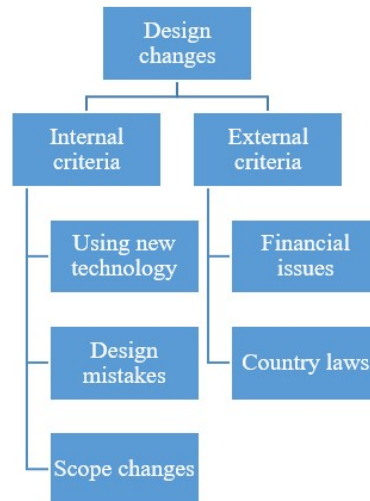 Design
changes
Internal
criteria
External
criteria
Using new
technology
Financial
issues
Design
mistakes
Country laws
Scope changes